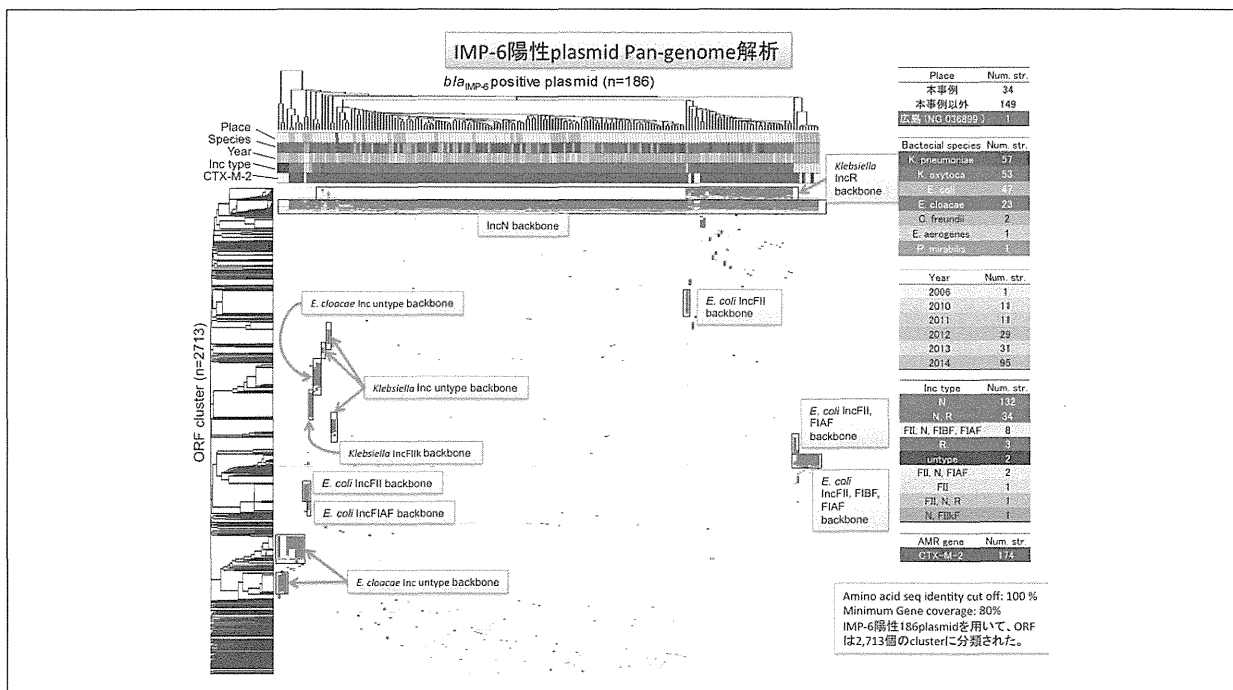 IMP-6陽性plasmid Pan-genome解析
blaIMP-6 positive plasmid (n=186)
Place
Species
Year
Inc type
CTX-M-2
Klebsiella
IncR
backbone
IncN backbone
E. cloacae Inc untype backbone
E. coli IncFII
backbone
Klebsiella Inc untype backbone
Klebsiella IncFIIk backbone
E. coli IncFII,
FIAF
backbone
E. coli IncFII backbone
E. coli IncFIAF backbone
E. coli
IncFII, FIBF,
FIAF
backbone
E. cloacae Inc untype backbone
ORF cluster (n=2713)
Place Num. str.
本事例 34
本事例以外 149
広島 (NG 036899) 1
Bactecial species Num. str.
K. pneumoniae 57
K. oxytoca 53
E. coli 47
E. cloacae 23
C. freundii 2
E. aerogenes 1
P. mirabilis 1
Year Num. str.
2006 1
2010 11
2011 11
2012 29
2013 31
2014 95
Inc type Num. str.
N 132
N, R 34
FII, N, FIBF, FIAF 8
R 3
untype 2
FII, N, FIAF 2
FII 1
FII, N, R 1
N, FIIkF 1
AMR gene Num. str.
CTX-M-2 174
Amino acid seq identity cut off: 100 %
Minimum Gene coverage: 80%
IMP-6陽性186plasmidを用いて、ORF
は2,713個のclusterに分類された。